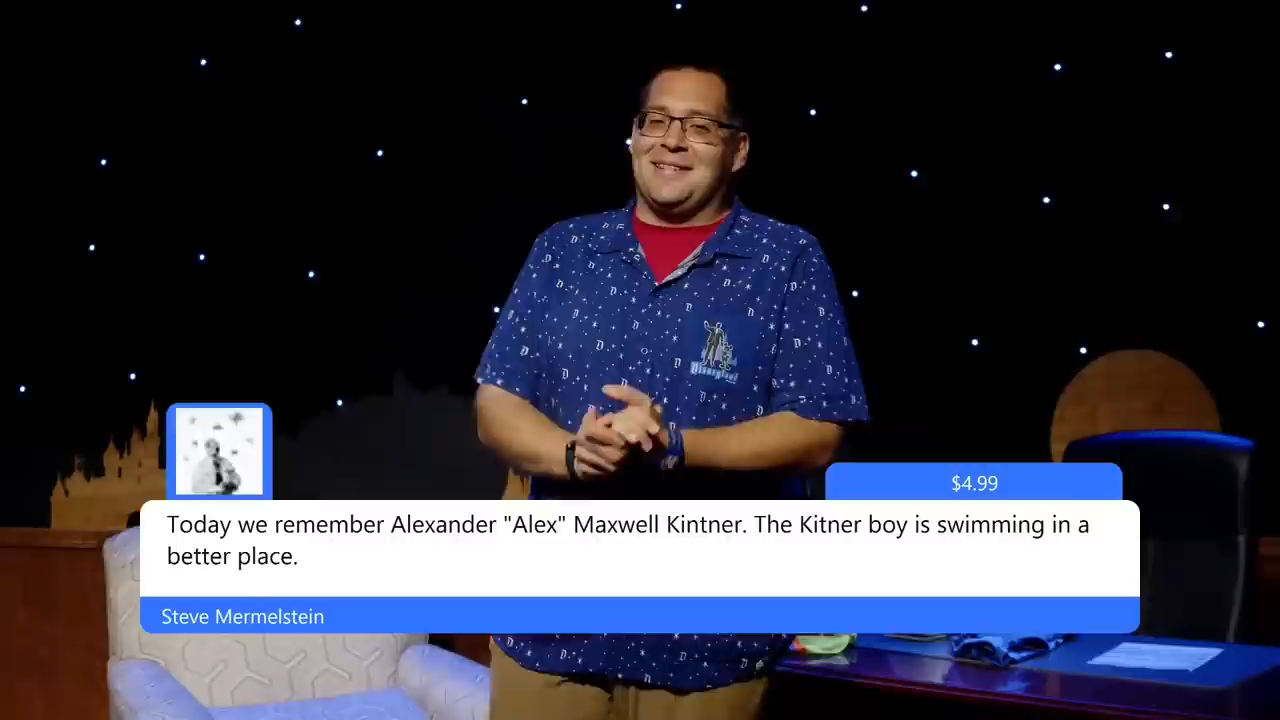 Disneyland
$4.99
Today we remember Alexander "Alex" Maxwell Kintner. The Kitner boy is swimming in a
better place.
Steve Mermelstein